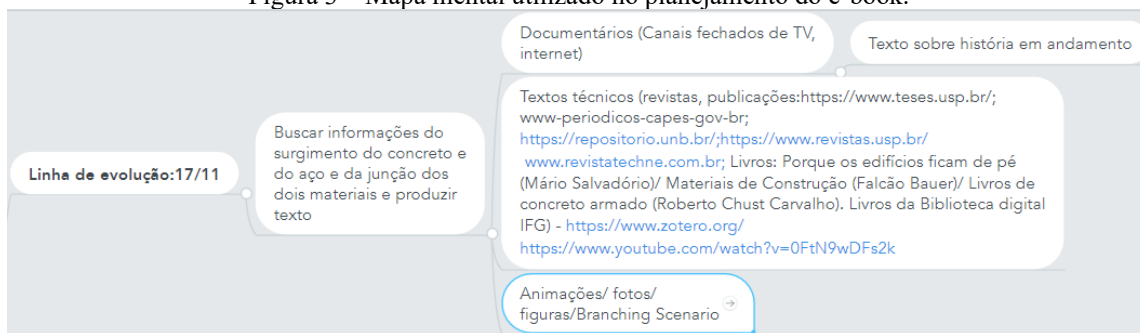 Figura 3 – Mapa mental utilizado no planejamento do e-book.
Documentários (Canais fechados de TV,
internet)
Texto sobre história em andamento
Linha de evolução:17/11
Buscar informações do
surgimento do concreto e
do aço e da junção dos
dois materiais e produzir
texto
Textos técnicos (revistas, publicações:https://www.teses.usp.br/;
www-periodicos-capes-gov-br;
https://repositorio.unb.br/;https://www.revistas.usp.br/
www.revistatechne.com.br; Livros: Porque os edifícios ficam de pé
(Mário Salvadório)/ Materiais de Construção (Falcão Bauer)/ Livros de
concreto armado (Roberto Chust Carvalho). Livros da Biblioteca digital
IFG) - https://www.zotero.org/
https://www.youtube.com/watch?v=0FtN9wDFs2k
Animações/ fotos/
figuras/Branching Scenario